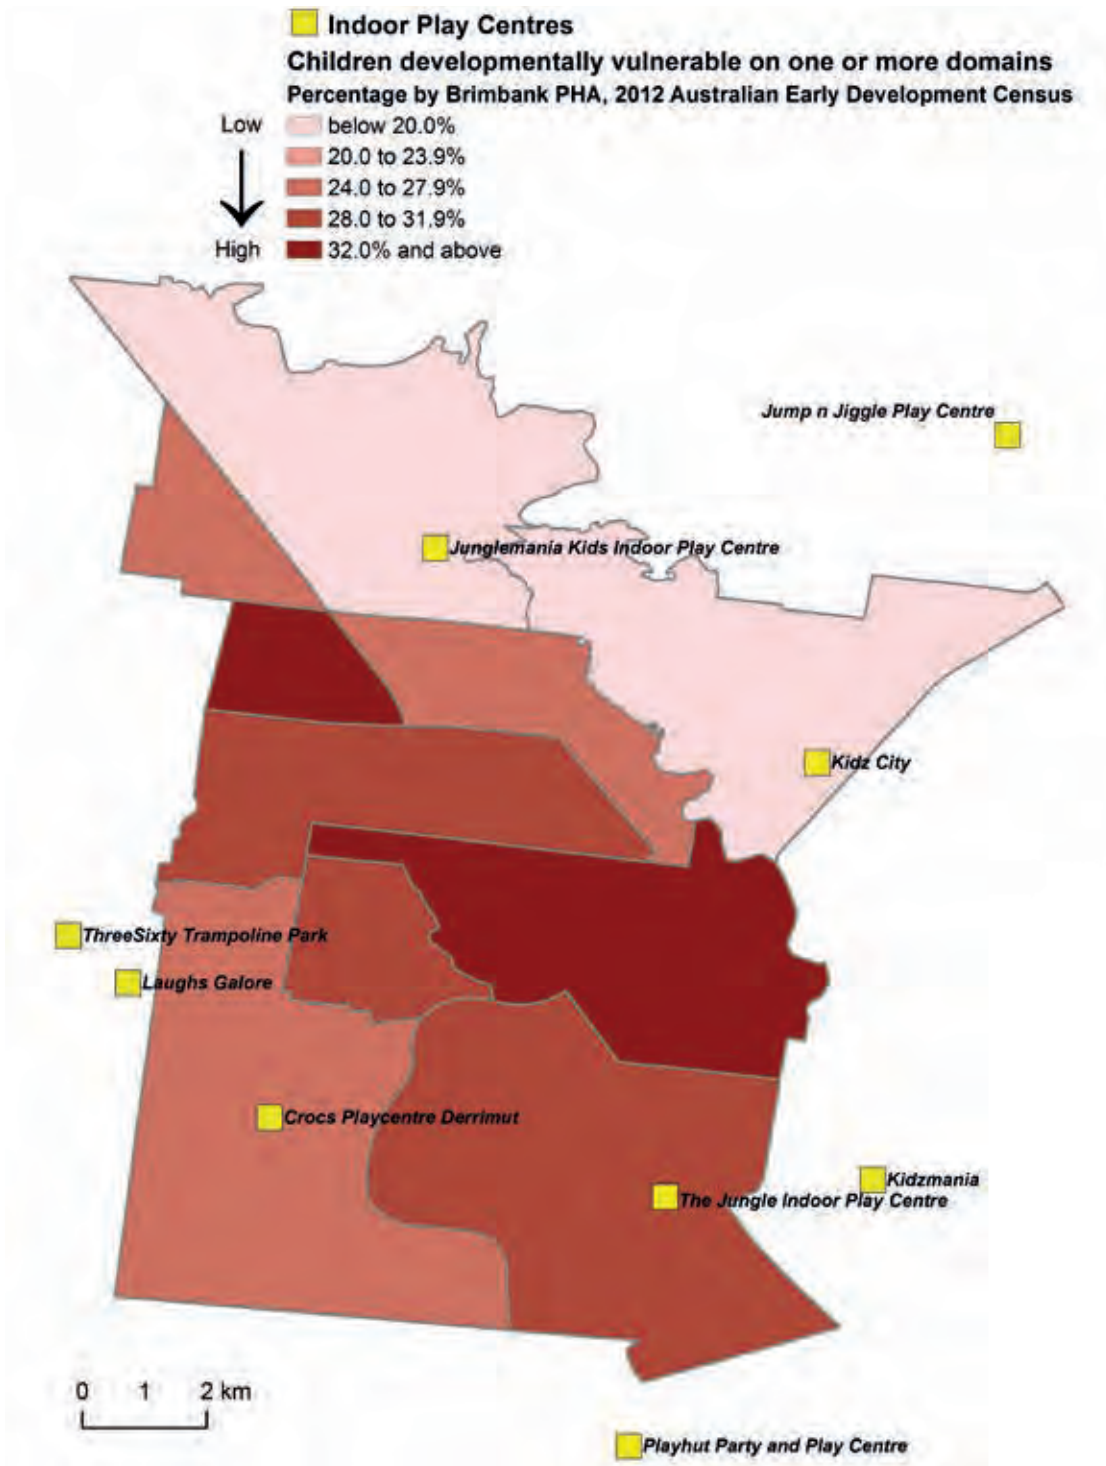 Indoor Play Centres
Children developmentally vulnerable on one or more domains
Percentage by Brimbank PHA, 2012 Australian Early Development Census
Low
below 20.0%
20.0 to 23.9%
24.0 to 27.9%
28.0 to 31.9%
High
32.0% and above
Jump n Jiggle Play Centre
Junglemania Kids Indoor Play Centre
Kidz City
ThreeSixty Trampoline Park
Laughs Galore
Crocs Playcentre Derrimut
Kidzmania
The Jungle Indoor Play Centre
0 1 2 km
Playhut Party and Play Centre